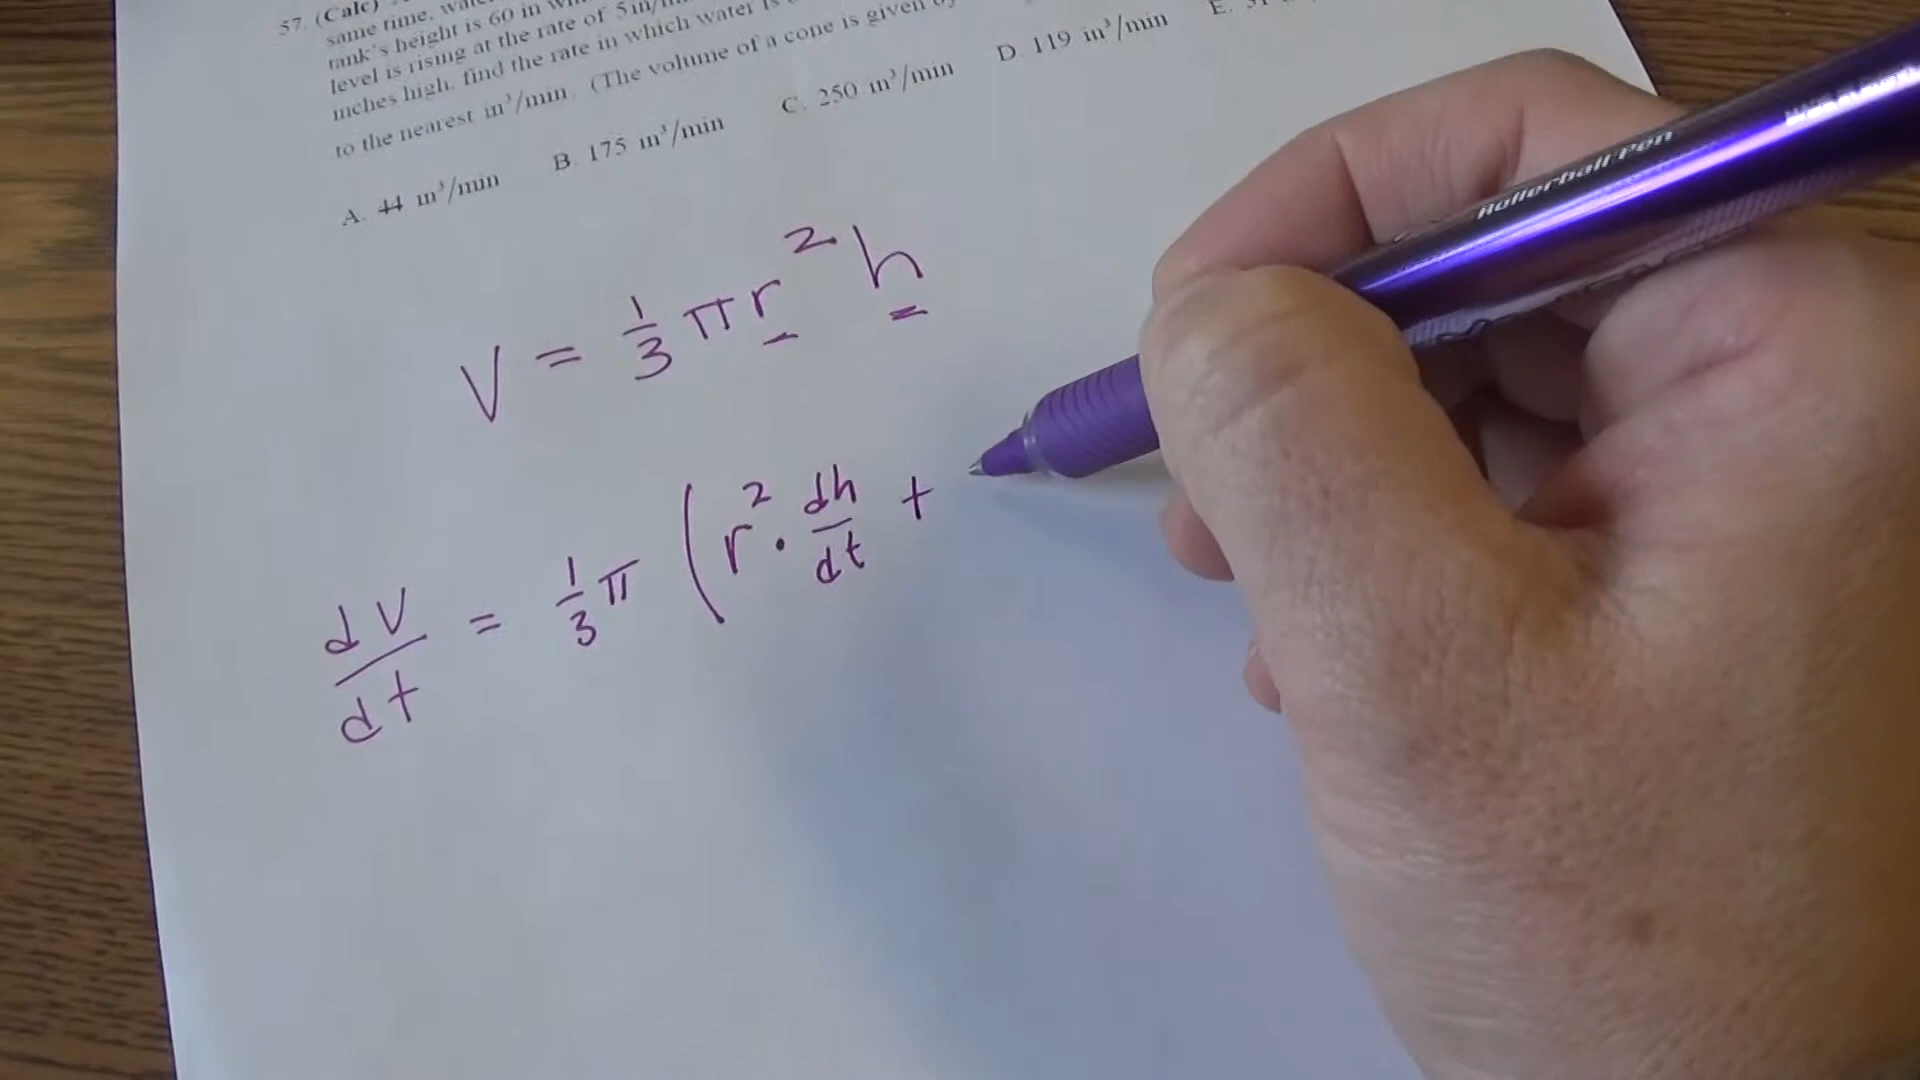 57. (Calc)
same time,
tank's height is 60 in
level is rising at the rate of 5in/
inches high, find the rate in which water is
to the nearest in³/min. (The volume of a cone is given by
A. 44 in³/min B. 175 in³/min C. 250 in³/min D. 119 in³/min E.
V = 1/3 πr² h
dV/dt = 1/3 π (r² · dh/dt +
Rollerball Pen